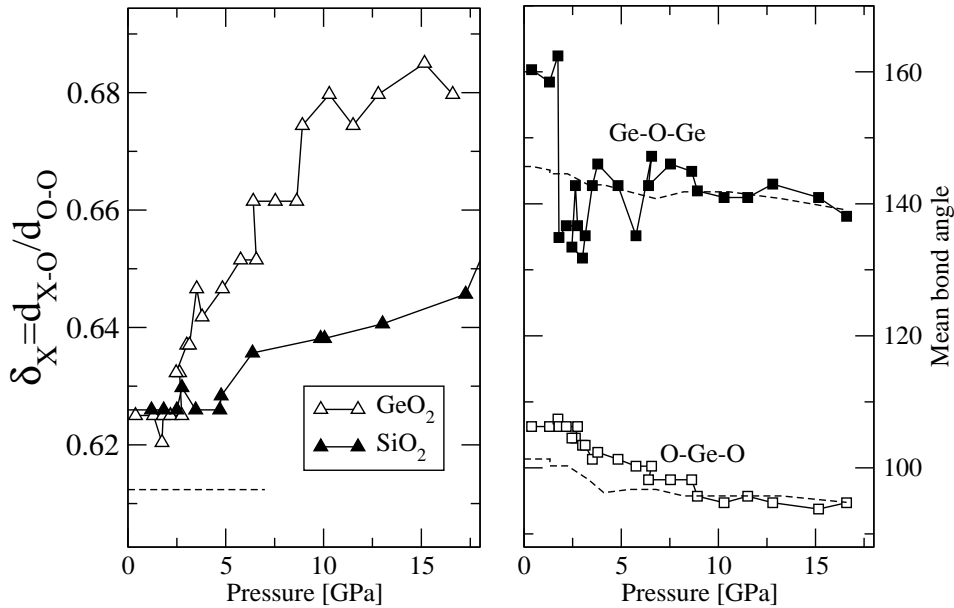 δX=dX-O/dO-O
0.68
0.66
0.64
0.62
GeO2
SiO2
0
5
10
15
Pressure [GPa]
Ge-O-Ge
O-Ge-O
160
140
120
100
Mean bond angle
0
5
10
15
Pressure [GPa]